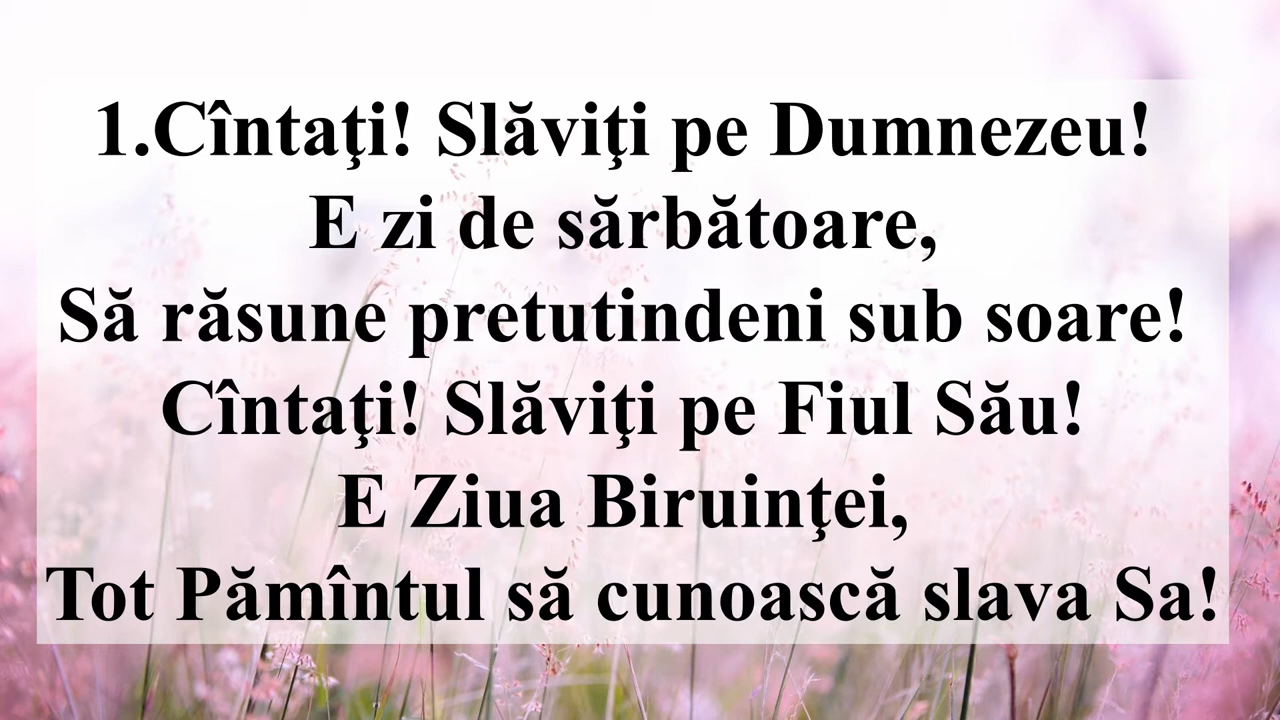 1.Cîntaţi! Slăviţi pe Dumnezeu!
E zi de sărbătoare,
Să răsune pretutindeni sub soare!
Cîntaţi! Slăviţi pe Fiul Său!
E Ziua Biruinţei,
Tot Pămîntul să cunoască slava Sa!